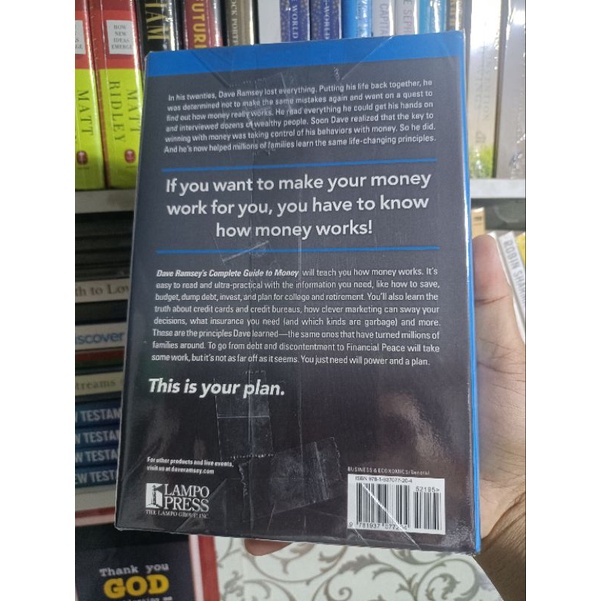 HOW NEW IDEAS EMERGE
MATT RIDLEY
MATT
FUTURE
In his twenties, Dave Ramsey lost everything. Putting his life back together, he
was determined not to make the same mistakes again and went on a quest to
find out how money really works. He read everything he could get his hands on
and interviewed dozens of wealthy people. Soon Dave realized that the key to
winning with money was taking control of his behaviors with money. So he did.
And he's now helped millions of families learn the same life-changing principles.
If you want to make your money
work for you, you have to know
how money works!
Dave Ramsey's Complete Guide to Money will teach you how money works. It's
easy to read and ultra-practical with the information you need, like how to save,
budget, dump debt, invest, and plan for college and retirement. You'll also learn the
truth about credit cards and credit bureaus, how clever marketing can sway your
decisions, what insurance you need (and which kinds are garbage) and more.
These are the principles Dave learned—the same ones that have turned millions of
families around. To go from debt and discontentment to Financial Peace will take
some work, but it's not as far off as it seems. You just need will power and a plan.
This is your plan.
For other products and live events,
visit us at daveramsey.com
LAMPO
PRESS
THE LAMPO GROUP, INC.
BUSINESS & ECONOMICS/General
ROBIN SHARMA
Thank you
GOD